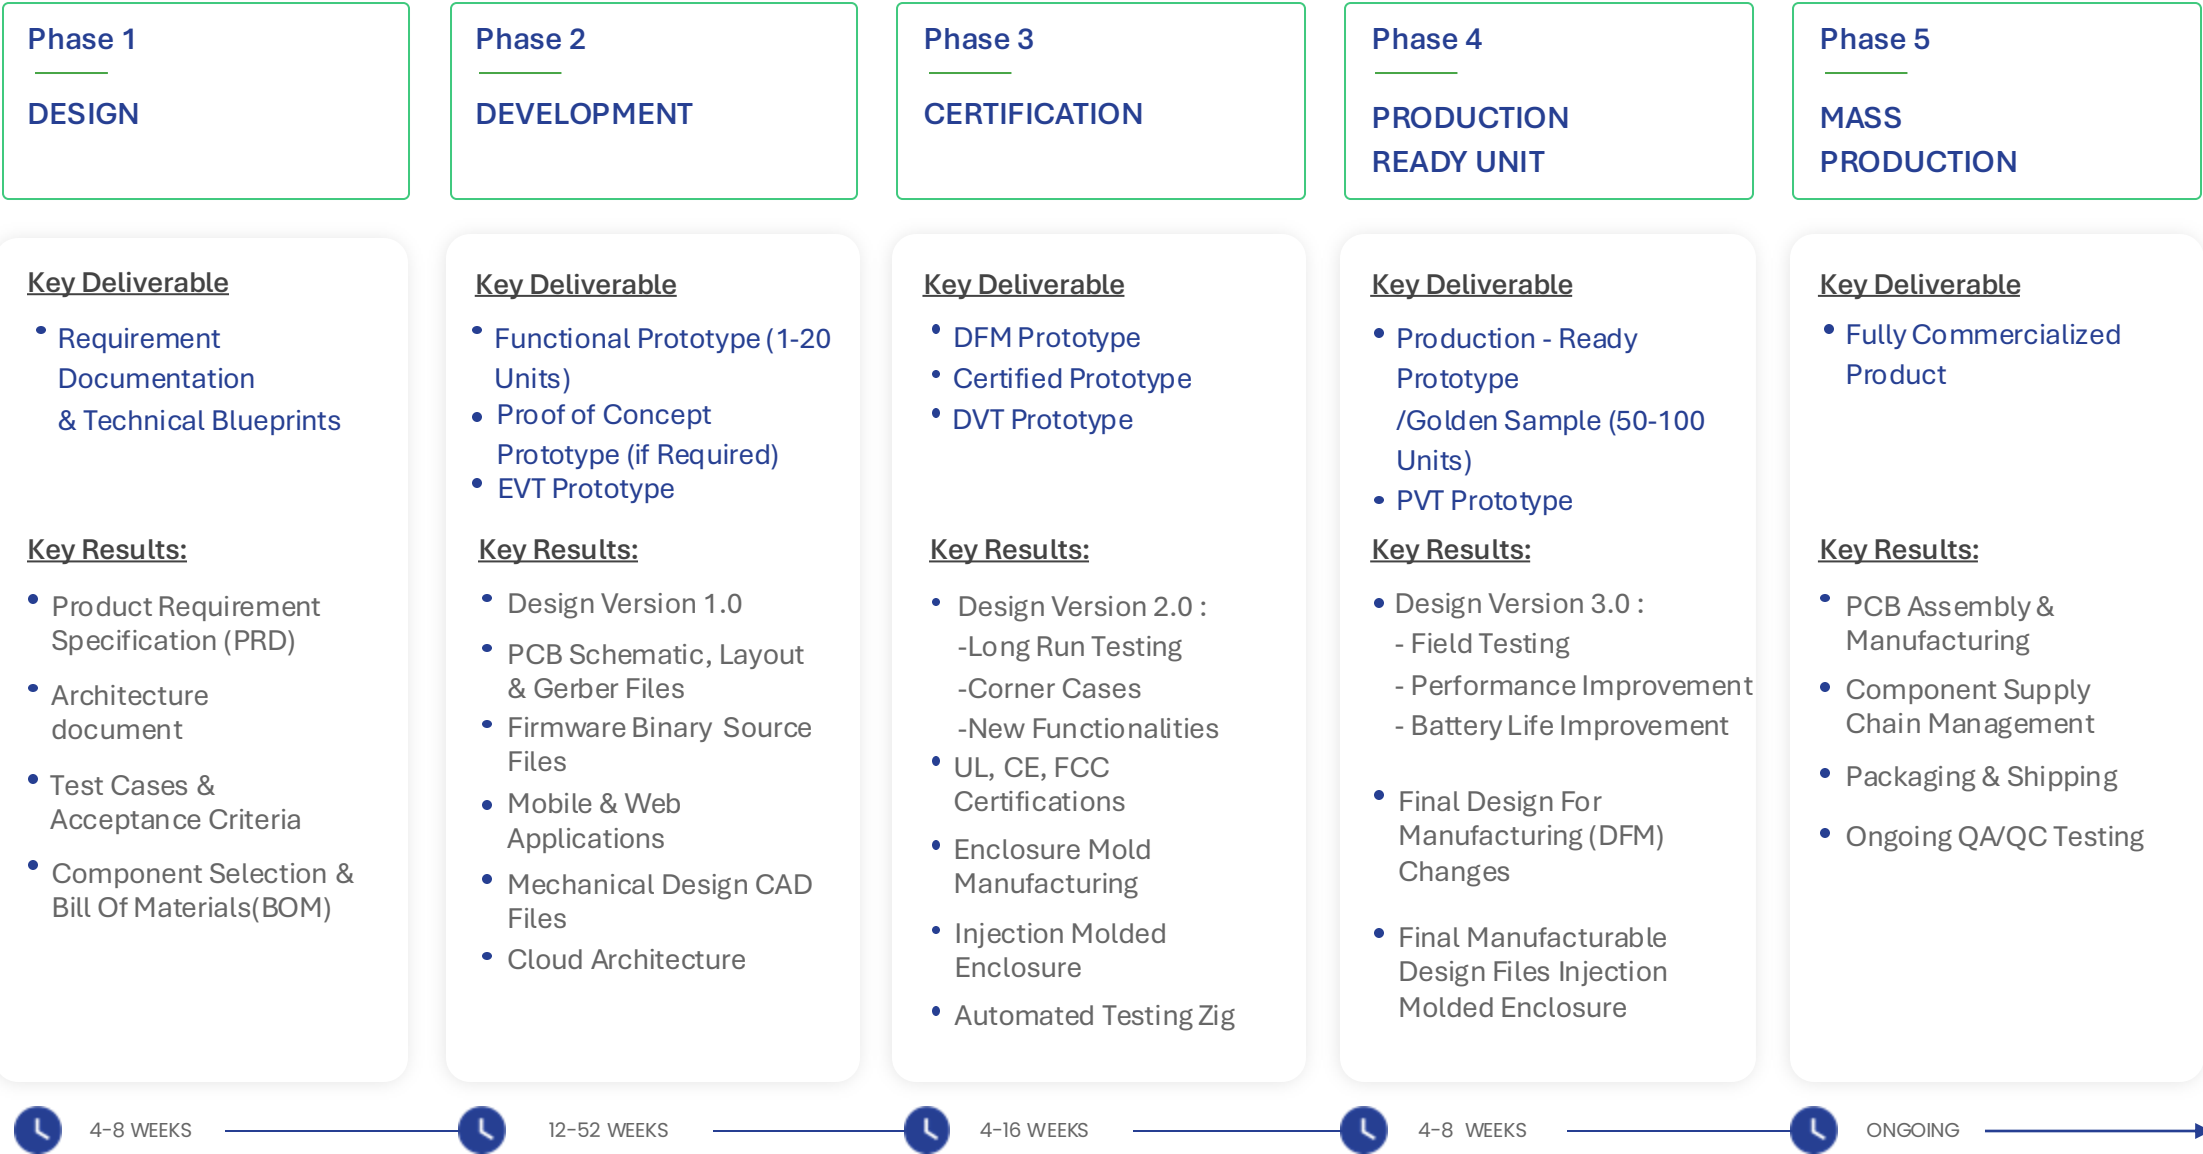 Phase 1
DESIGN
Key Deliverable
• Requirement
Documentation
& Technical Blueprints
Key Results:
• Product Requirement
Specification (PRD)
• Architecture
document
• Test Cases &
Acceptance Criteria
• Component Selection &
Bill Of Materials(BOM)
4-8 WEEKS
Phase 2
DEVELOPMENT
Key Deliverable
• Functional Prototype (1-20
Units)
• Proof of Concept
Prototype (if Required)
• EVT Prototype
Key Results:
• Design Version 1.0
• PCB Schematic, Layout
& Gerber Files
• Firmware Binary Source
Files
• Mobile & Web
Applications
• Mechanical Design CAD
Files
• Cloud Architecture
12-52 WEEKS
Phase 3
CERTIFICATION
Key Deliverable
• DFM Prototype
• Certified Prototype
• DVT Prototype
Key Results:
• Design Version 2.0 :
-Long Run Testing
-Corner Cases
-New Functionalities
• UL, CE, FCC
Certifications
• Enclosure Mold
Manufacturing
• Injection Molded
Enclosure
• Automated Testing Zig
4-16 WEEKS
Phase 4
PRODUCTION
READY UNIT
Key Deliverable
• Production - Ready
Prototype
/Golden Sample (50-100
Units)
• PVT Prototype
Key Results:
• Design Version 3.0 :
- Field Testing
- Performance Improvement
- Battery Life Improvement
• Final Design For
Manufacturing (DFM)
Changes
• Final Manufacturable
Design Files Injection
Molded Enclosure
4-8 WEEKS
Phase 5
MASS
PRODUCTION
Key Deliverable
• Fully Commercialized
Product
Key Results:
• PCB Assembly &
Manufacturing
• Component Supply
Chain Management
• Packaging & Shipping
• Ongoing QA/QC Testing
ONGOING